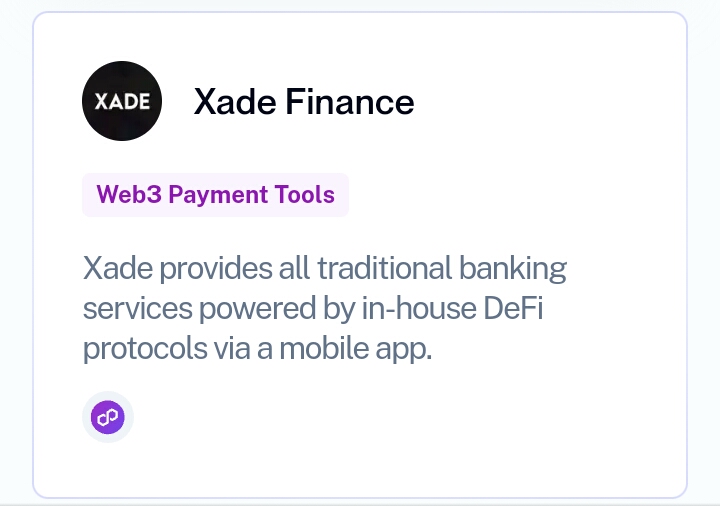 XADE
Xade Finance
Web3 Payment Tools
Xade provides all traditional banking
services powered by in-house DeFi
protocols via a mobile app.